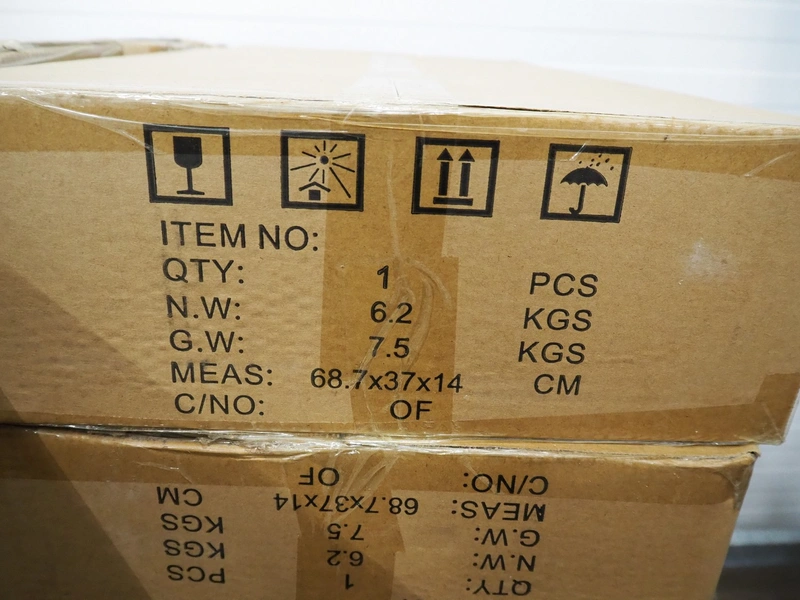 ITEM NO:
QTY: 1 PCS
N.W: 6.2 KGS
G.W: 7.5 KGS
MEAS: 68.7x37x14 CM
C/NO: OF
C/NO: OF
MEAS: 68.7x37x14 CM
G.W: 7.5 KGS
N.W: 6.2 KGS
QTY: 1 PCS